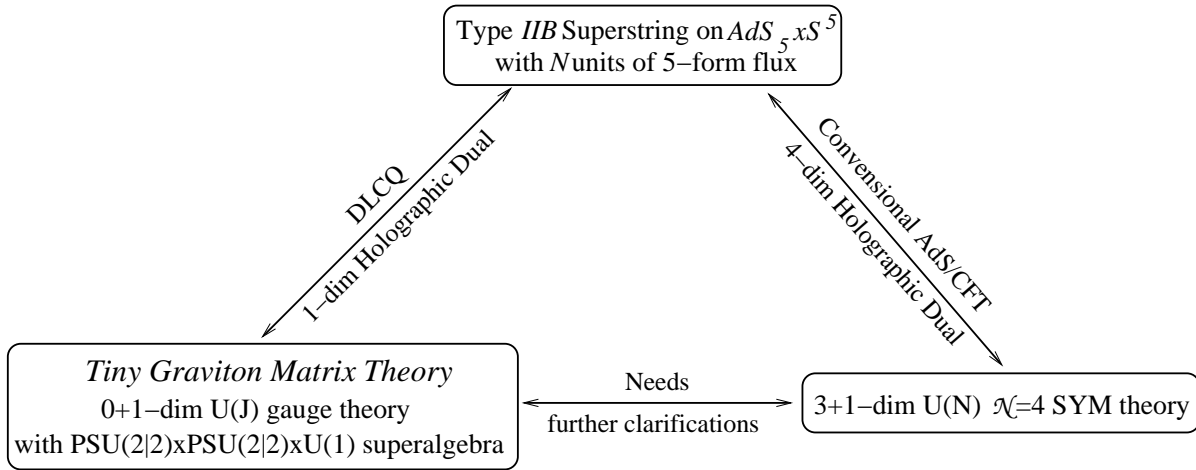 Type IIB Superstring on AdS₅xS⁵
with N units of 5−form flux
DLCQ
1−dim Holographic Dual
Convensional AdS/CFT
4−dim Holographic Dual
Tiny Graviton Matrix Theory
0+1−dim U(J) gauge theory
with PSU(2|2)xPSU(2|2)xU(1) superalgebra
Needs
further clarifications
3+1−dim U(N) 𝒩=4 SYM theory